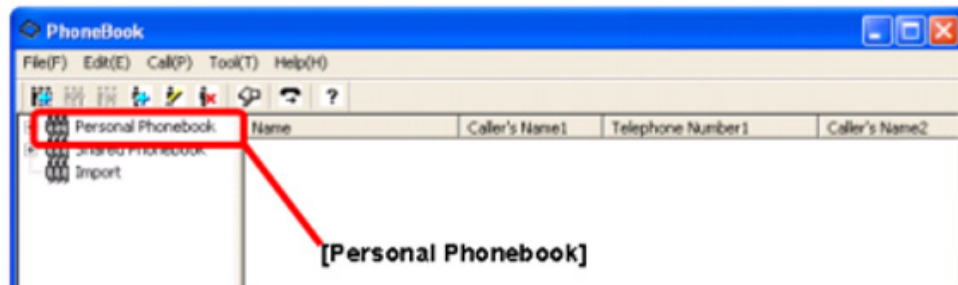 PhoneBook
File(F) Edit(E) Call(P) Tool(T) Help(H)
?
Personal Phonebook Name Caller's Name1 Telephone Number1 Caller's Name2
Shared Phonebook
Import
[Personal Phonebook]